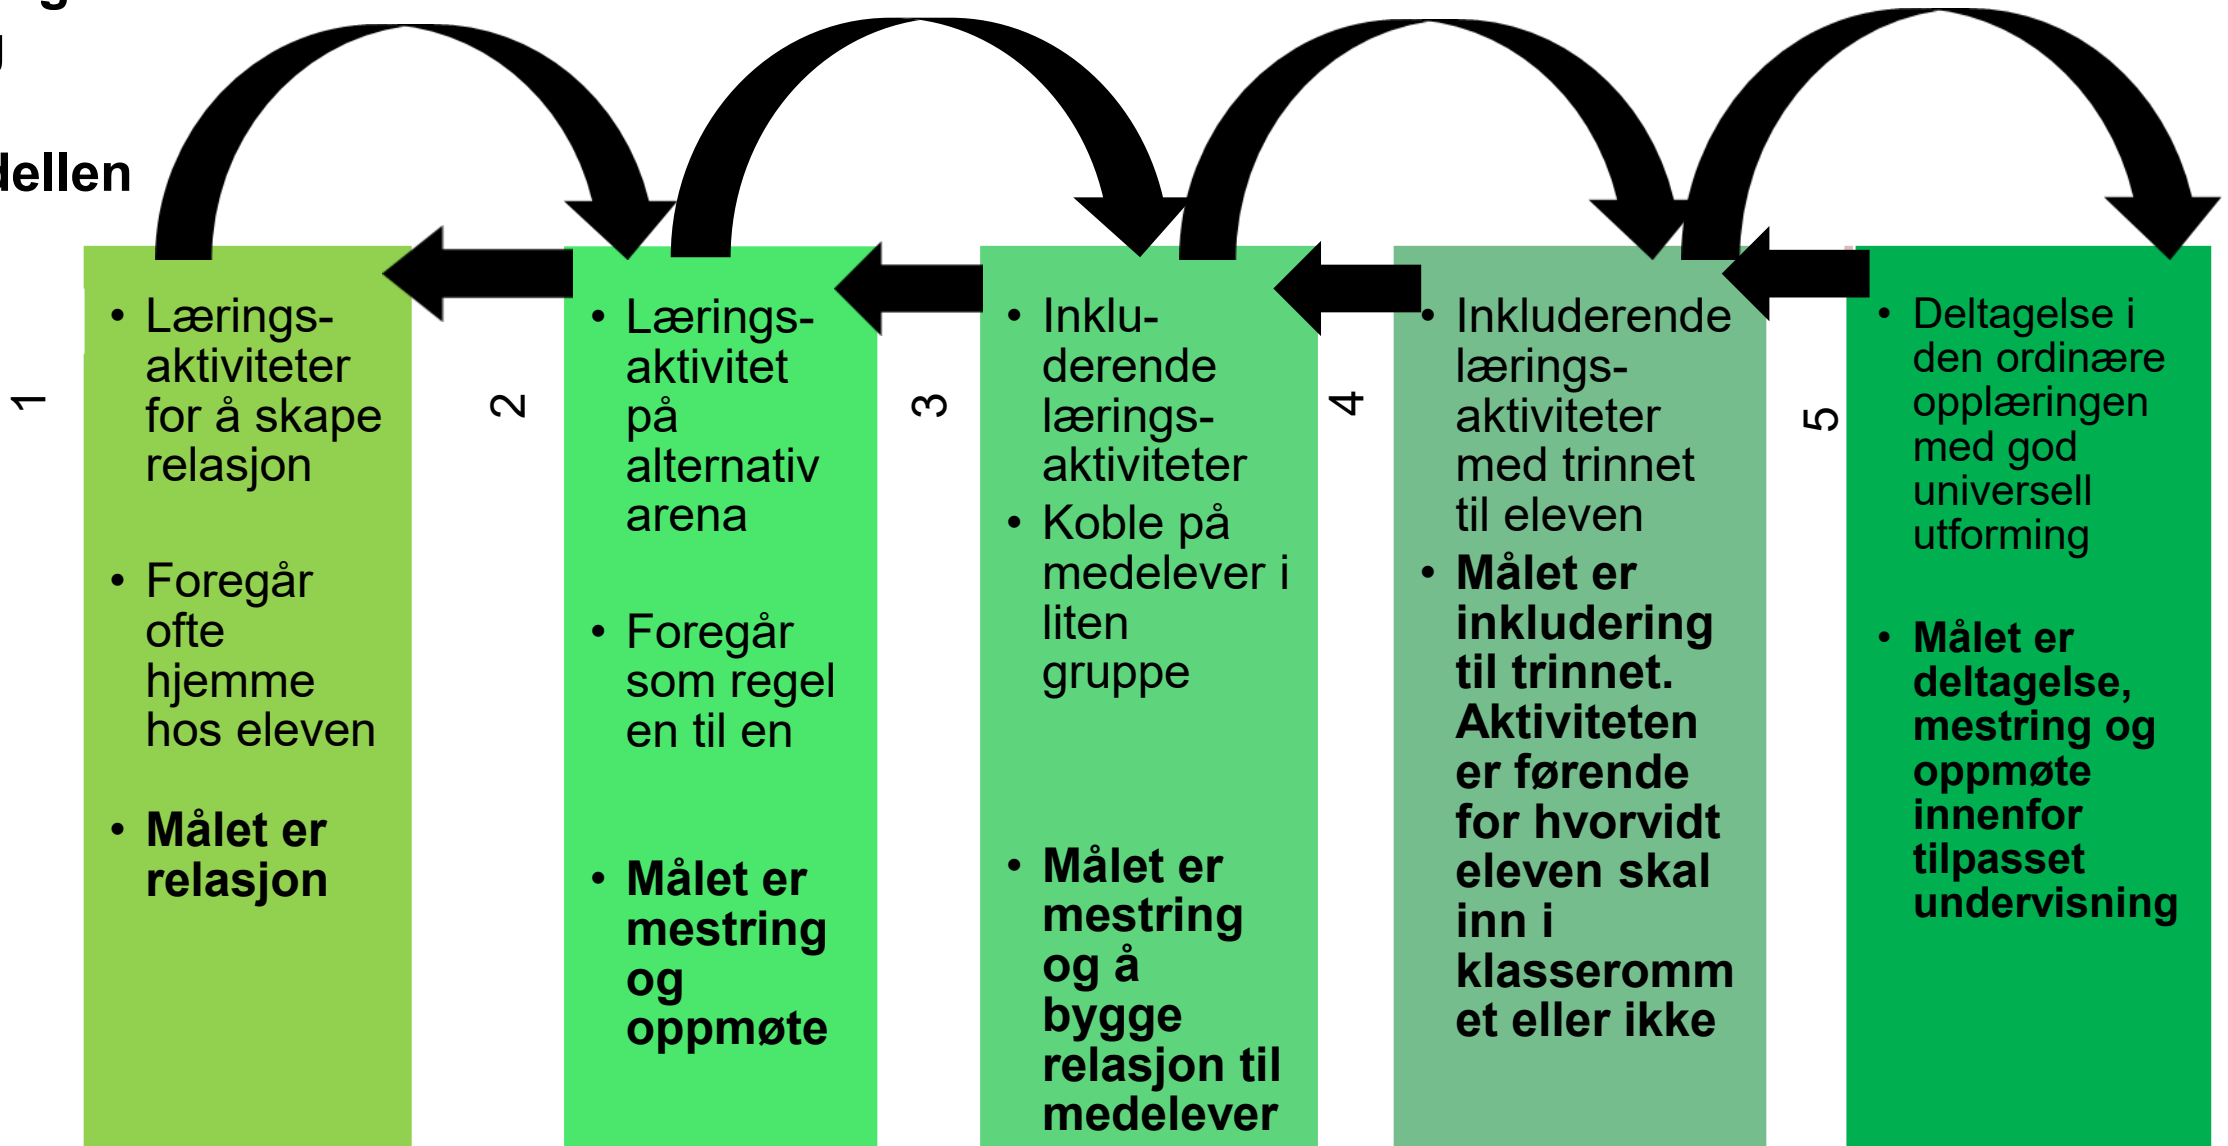 dellen
1
• Lærings-
aktiviteter
for å skape
relasjon
• Foregår
ofte
hjemme
hos eleven
• Målet er
relasjon
2
• Lærings-
aktivitet
på
alternativ
arena
• Foregår
som regel
en til en
• Målet er
mestring
og
oppmøte
3
• Inklu-
derende
lærings-
aktiviteter
• Koble på
medelever i
liten
gruppe
• Målet er
mestring
og å
bygge
relasjon til
medelever
4
• Inkluderende
lærings-
aktiviteter
med trinnet
til eleven
• Målet er
inkludering
til trinnet.
Aktiviteten
er førende
for hvorvidt
eleven skal
inn i
klasseromm
et eller ikke
5
• Deltagelse i
den ordinære
opplæringen
med god
universell
utforming
• Målet er
deltagelse,
mestring og
oppmøte
innenfor
tilpasset
undervisning